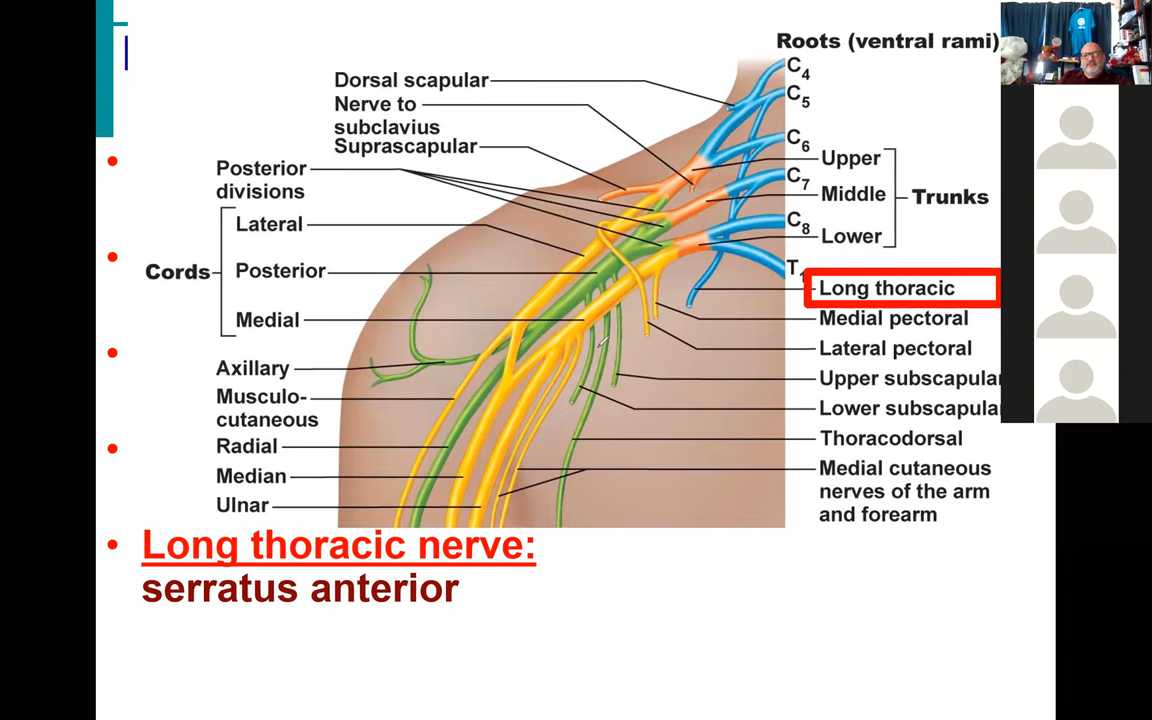 Roots (ventral rami)
C4
C5
C6
C7
C8
T1
Dorsal scapular
Nerve to
subclavius
Suprascapular
Posterior
divisions
Cords
Lateral
Posterior
Medial
Axillary
Musculo-
cutaneous
Radial
Median
Ulnar
Upper
Middle
Lower
Trunks
Long thoracic
Medial pectoral
Lateral pectoral
Upper subscapular
Lower subscapular
Thoracodorsal
Medial cutaneous
nerves of the arm
and forearm
• Long thoracic nerve:
serratus anterior